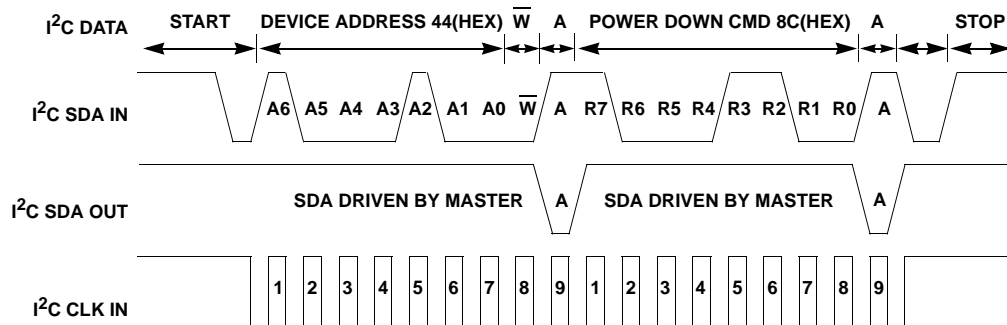 I²C DATA START DEVICE ADDRESS 44(HEX) W̅ A POWER DOWN CMD 8C(HEX) A STOP
I²C SDA IN A6 A5 A4 A3 A2 A1 A0 W̅ A R7 R6 R5 R4 R3 R2 R1 R0 A
I²C SDA OUT SDA DRIVEN BY MASTER A SDA DRIVEN BY MASTER A
I²C CLK IN 1 2 3 4 5 6 7 8 9 1 2 3 4 5 6 7 8 9